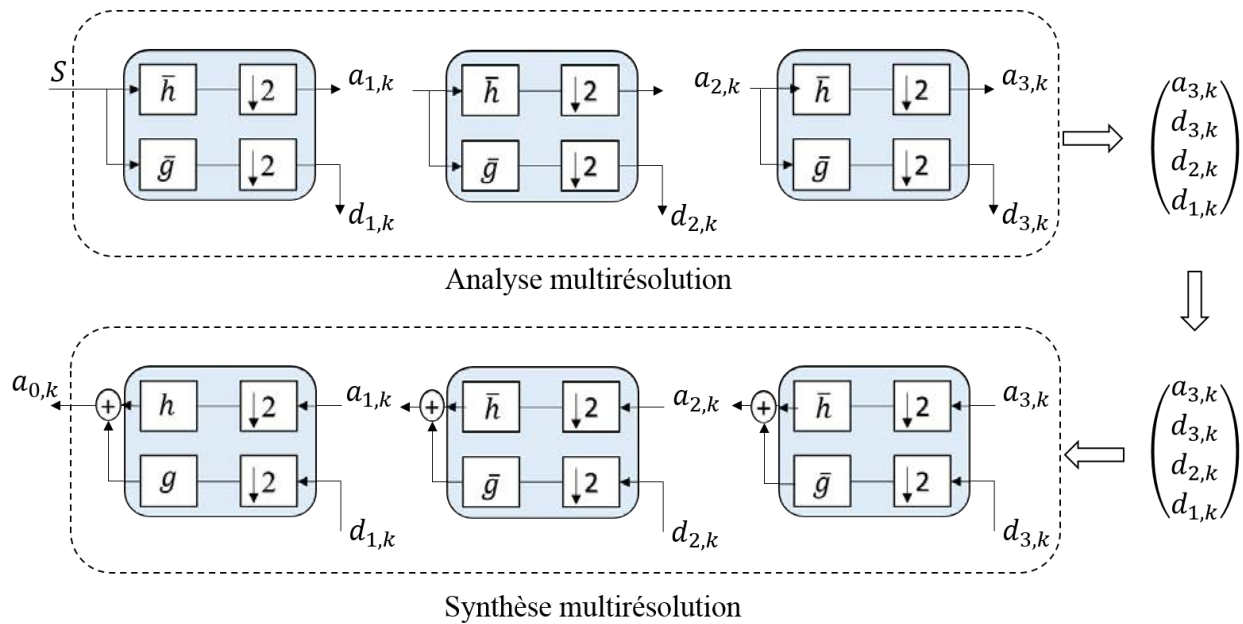 S h̄ ↓2 a₁,ₖ h̄ ↓2 a₂,ₖ h̄ ↓2 a₃,ₖ
ḡ ↓2 ḡ ↓2 ḡ ↓2
d₁,ₖ d₂,ₖ d₃,ₖ
a₃,ₖ
d₃,ₖ
d₂,ₖ
d₁,ₖ
Analyse multirésolution
a₀,ₖ + h ↓2 a₁,ₖ + h̄ ↓2 a₂,ₖ + h̄ ↓2 a₃,ₖ
g ↓2 ḡ ↓2 ḡ ↓2
d₁,ₖ d₂,ₖ d₃,ₖ
a₃,ₖ
d₃,ₖ
d₂,ₖ
d₁,ₖ
Synthèse multirésolution